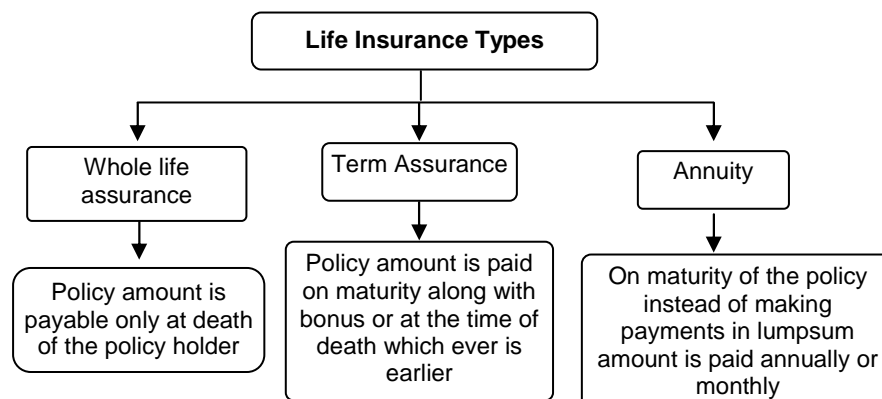 Life Insurance Types
Whole life
assurance
Term Assurance
Annuity
Policy amount is
payable only at death
of the policy holder
Policy amount is paid
on maturity along with
bonus or at the time of
death which ever is
earlier
On maturity of the policy
instead of making
payments in lumpsum
amount is paid annually or
monthly